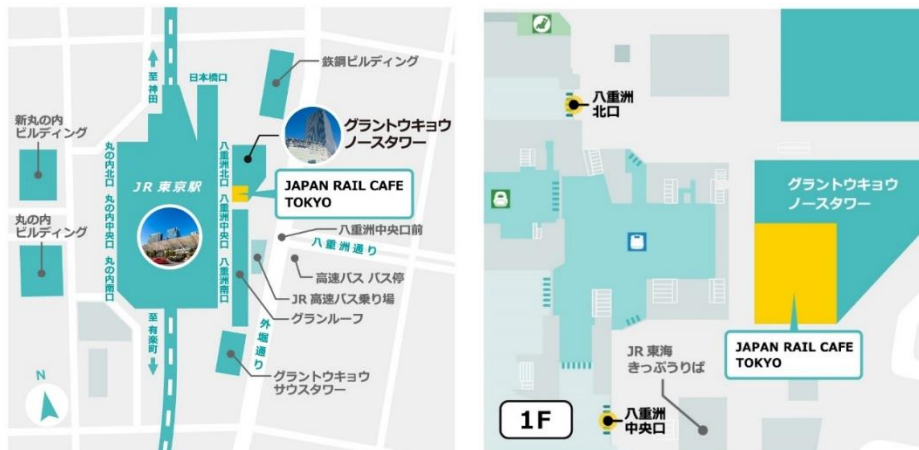 至 神田
日本橋口
鉃鋼ビルディング
新丸の内
ビルディング
グラントウキョウ
ノースタワー
丸の内北口
八重洲北口
JR 東京駅
JAPAN RAIL CAFE
TOKYO
丸の内中央口
八重洲中央口
丸の内
ビルディング
八重洲中央口前
八重洲通り
丸の内南口
八重洲南口
高速バス バス停
JR 高速バス乗り場
グランルーフ
至 有楽町
外堀通り
グラントウキョウ
サウスタワー
N
八重洲
北口
グラントウキョウ
ノースタワー
JAPAN RAIL CAFE
TOKYO
JR 東海
きっぷうりば
1F
八重洲
中央口